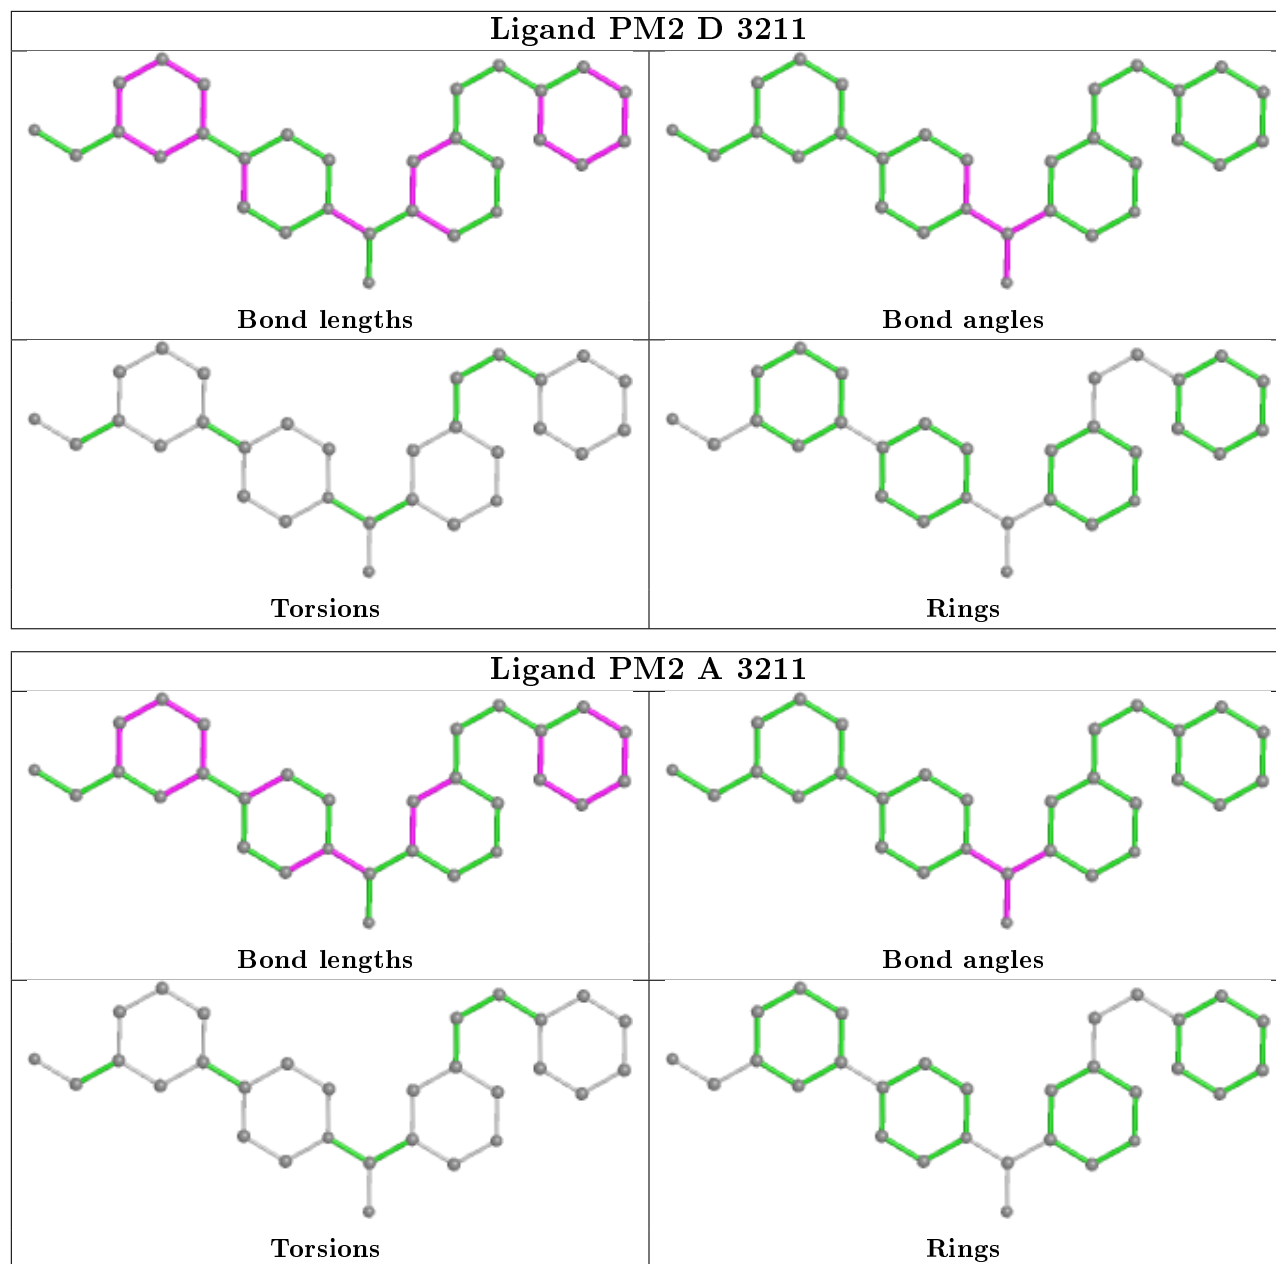 Ligand PM2 D 3211
Bond lengths
Bond angles
Torsions
Rings
Ligand PM2 A 3211
Bond lengths
Bond angles
Torsions
Rings